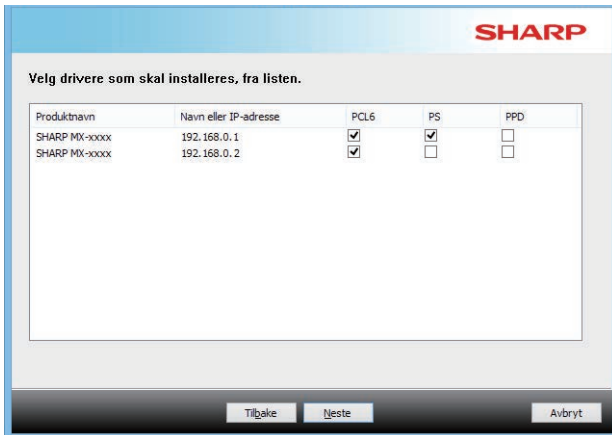 SHARP
Velg drivere som skal installeres, fra listen.
Produktnavn Navn eller IP-adresse PCL6 PS PPD
SHARP MX-xxxx 192.168.0.1
SHARP MX-xxxx 192.168.0.2
Tilbake Neste Avbryt